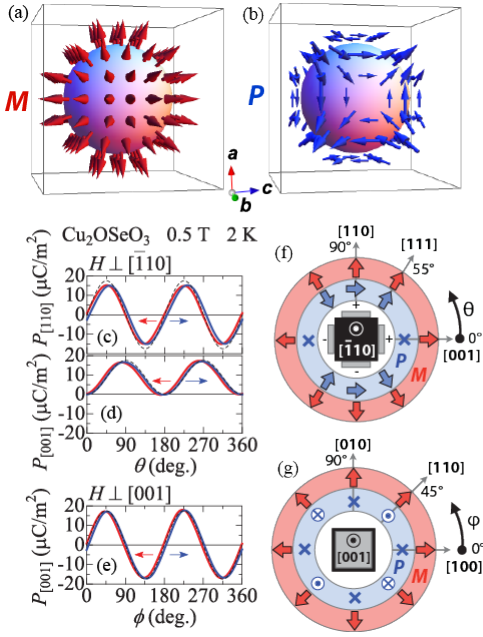 (a)
(b)
M
P
a
c
b
Cu₂OSeO₃ 0.5 T 2 K
H ⊥ [1̄10]
P[110] (μC/m²)
20
10
0
-10
-20
(c)
P[001] (μC/m²)
20
10
0
(d)
0 90 180 270 360
θ (deg.)
H ⊥ [001]
P[001] (μC/m²)
20
10
0
-10
-20
(e)
0 90 180 270 360
ϕ (deg.)
(f)
[110]
90°
[111]
55°
θ
+
-
+
-
[1̄10]
P
M
0°
[001]
(g)
[010]
90°
[110]
45°
φ
[001]
P
M
0°
[100]